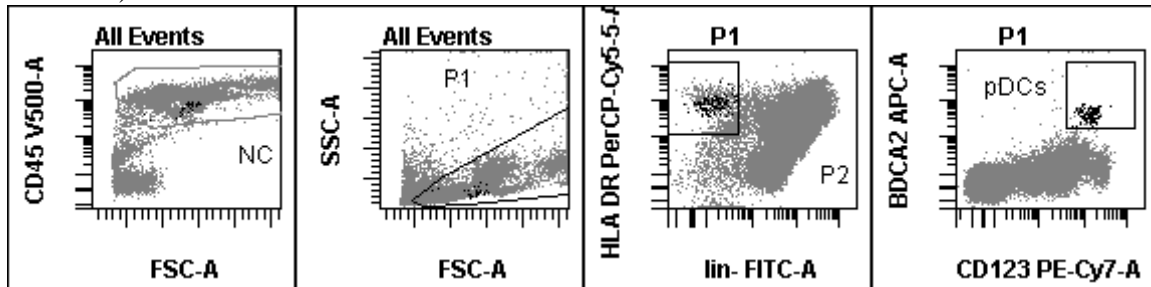 All Events
CD45 V500-A
NC
FSC-A
All Events
SSC-A
P1
FSC-A
P1
HLA DR PerCP-Cy5-5-A
P2
lin- FITC-A
P1
BDCA2 APC-A
pDCs
CD123 PE-Cy7-A